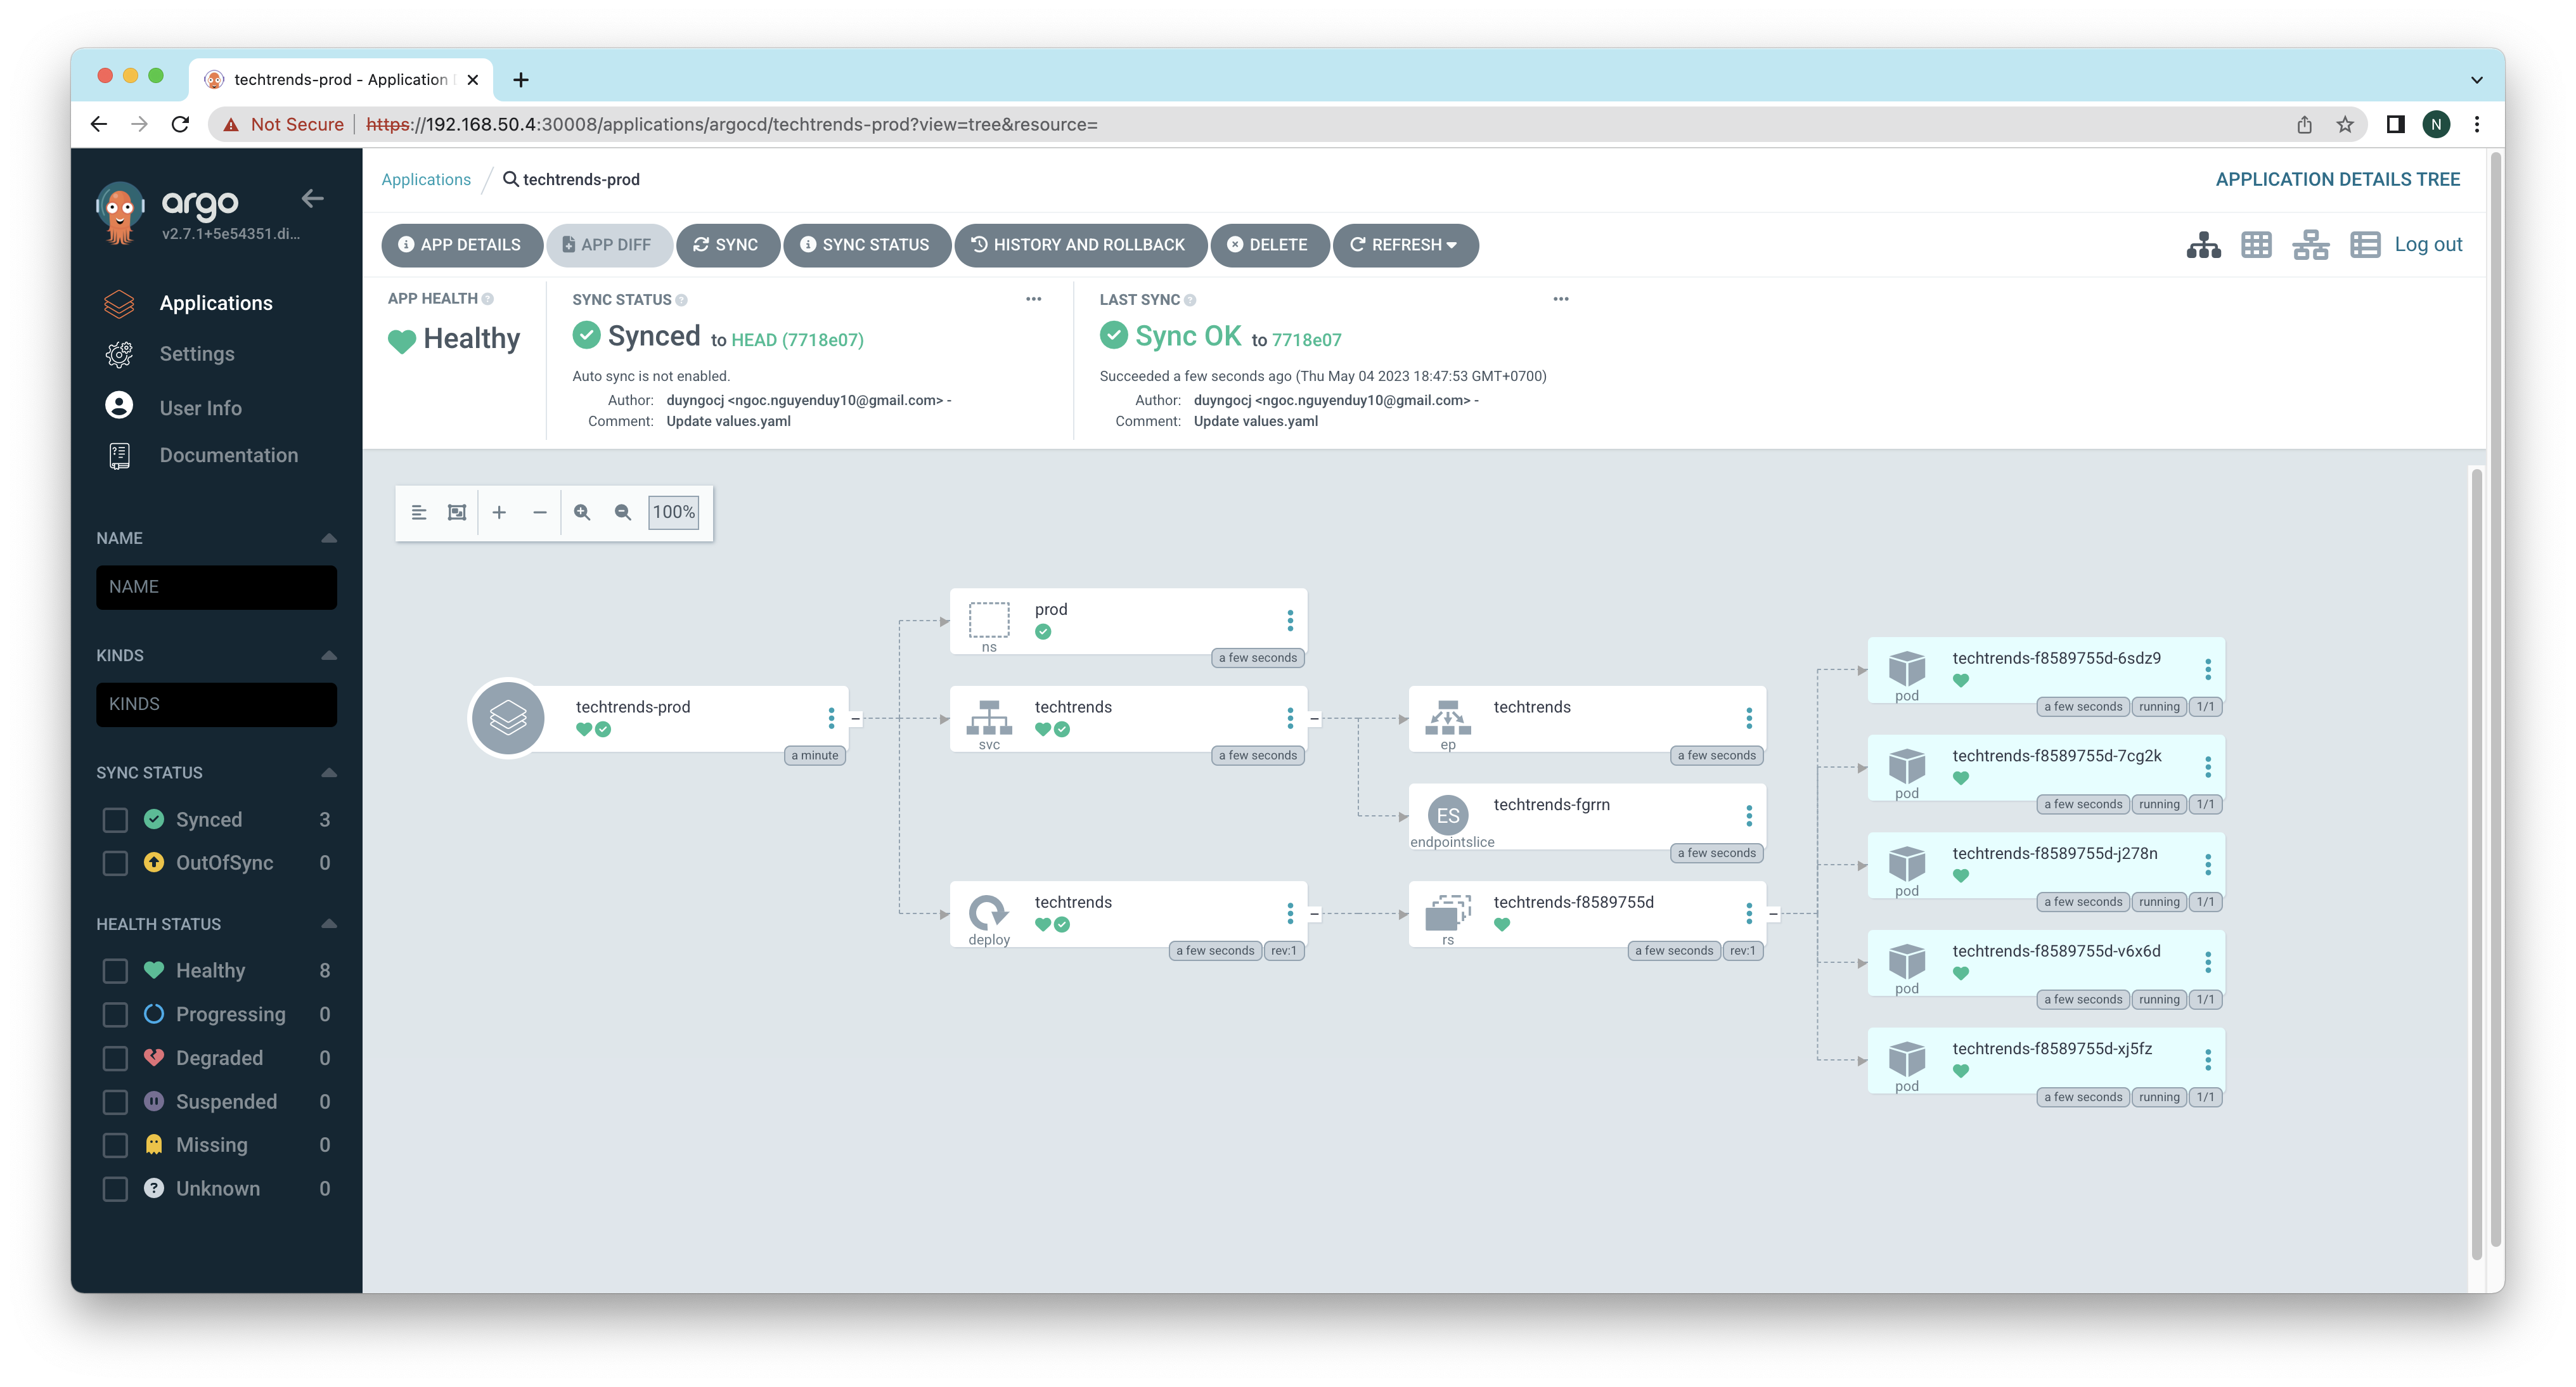 techtrends-prod - Application
Not Secure https://192.168.50.4:30008/applications/argocd/techtrends-prod?view=tree&resource=
N
argo
v2.7.1+5e54351.di...
Applications
Settings
User Info
Documentation
NAME
NAME
KINDS
KINDS
SYNC STATUS
Synced 3
OutOfSync 0
HEALTH STATUS
Healthy 8
Progressing 0
Degraded 0
Suspended 0
Missing 0
Unknown 0
Applications / techtrends-prod
APPLICATION DETAILS TREE
APP DETAILS APP DIFF SYNC SYNC STATUS HISTORY AND ROLLBACK DELETE REFRESH
Log out
APP HEALTH
Healthy
SYNC STATUS
Synced to HEAD (7718e07)
Auto sync is not enabled.
Author: duyngocj <ngoc.nguyenduy10@gmail.com> -
Comment: Update values.yaml
LAST SYNC
Sync OK to 7718e07
Succeeded a few seconds ago (Thu May 04 2023 18:47:53 GMT+0700)
Author: duyngocj <ngoc.nguyenduy10@gmail.com> -
Comment: Update values.yaml
100%
techtrends-prod
a minute
prod
ns
a few seconds
techtrends
svc
a few seconds
techtrends
deploy
a few seconds rev:1
techtrends
ep
a few seconds
ES
techtrends-fgrrn
endpointslice
a few seconds
techtrends-f8589755d
rs
a few seconds rev:1
techtrends-f8589755d-6sdz9
pod
a few seconds running 1/1
techtrends-f8589755d-7cg2k
pod
a few seconds running 1/1
techtrends-f8589755d-j278n
pod
a few seconds running 1/1
techtrends-f8589755d-v6x6d
pod
a few seconds running 1/1
techtrends-f8589755d-xj5fz
pod
a few seconds running 1/1